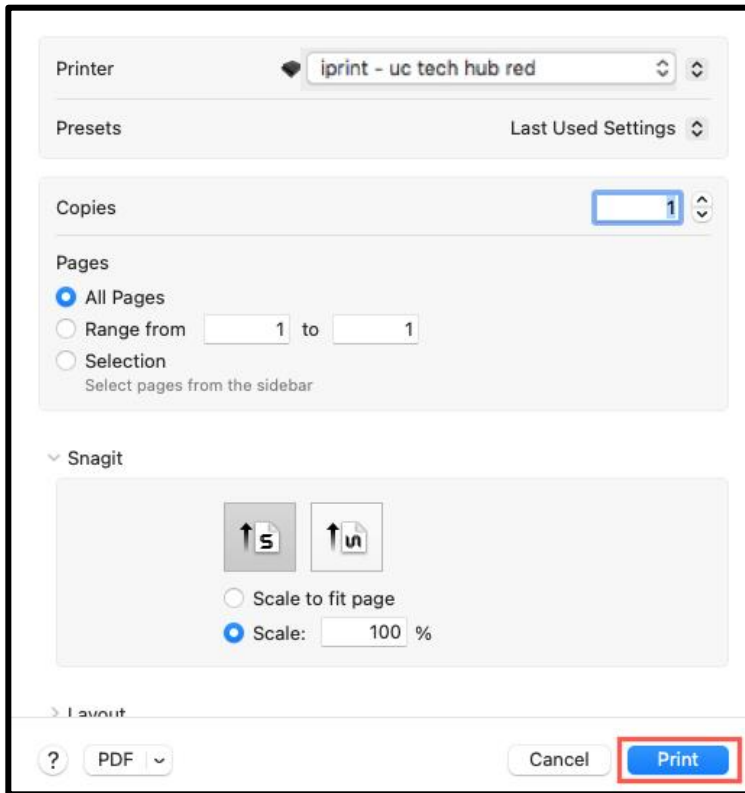 Printer iprint - uc tech hub red
Presets Last Used Settings
Copies 1
Pages
All Pages
Range from 1 to 1
Selection
Select pages from the sidebar
Snagit
S S
Scale to fit page
Scale: 100 %
Layout
? PDF Cancel Print